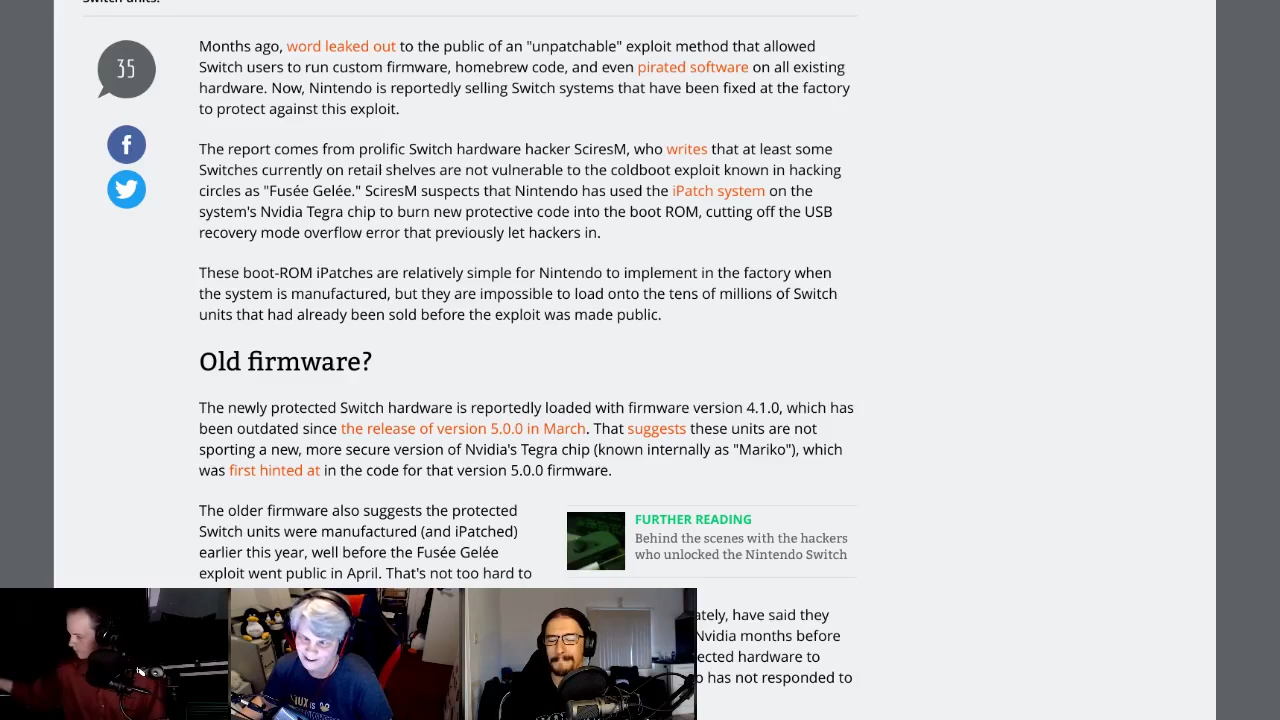 35
Months ago, word leaked out to the public of an "unpatchable" exploit method that allowed
Switch users to run custom firmware, homebrew code, and even pirated software on all existing
hardware. Now, Nintendo is reportedly selling Switch systems that have been fixed at the factory
to protect against this exploit.
The report comes from prolific Switch hardware hacker SciresM, who writes that at least some
Switches currently on retail shelves are not vulnerable to the coldboot exploit known in hacking
circles as "Fusée Gelée." SciresM suspects that Nintendo has used the iPatch system on the
system's Nvidia Tegra chip to burn new protective code into the boot ROM, cutting off the USB
recovery mode overflow error that previously let hackers in.
These boot-ROM iPatches are relatively simple for Nintendo to implement in the factory when
the system is manufactured, but they are impossible to load onto the tens of millions of Switch
units that had already been sold before the exploit was made public.
Old firmware?
The newly protected Switch hardware is reportedly loaded with firmware version 4.1.0, which has
been outdated since the release of version 5.0.0 in March. That suggests these units are not
sporting a new, more secure version of Nvidia's Tegra chip (known internally as "Mariko"), which
was first hinted at in the code for that version 5.0.0 firmware.
The older firmware also suggests the protected
Switch units were manufactured (and iPatched)
earlier this year, well before the Fusée Gelée
exploit went public in April. That's not too hard to
FURTHER READING
Behind the scenes with the hackers
who unlocked the Nintendo Switch
have said they
Nvidia months before
hardware to
has not responded to